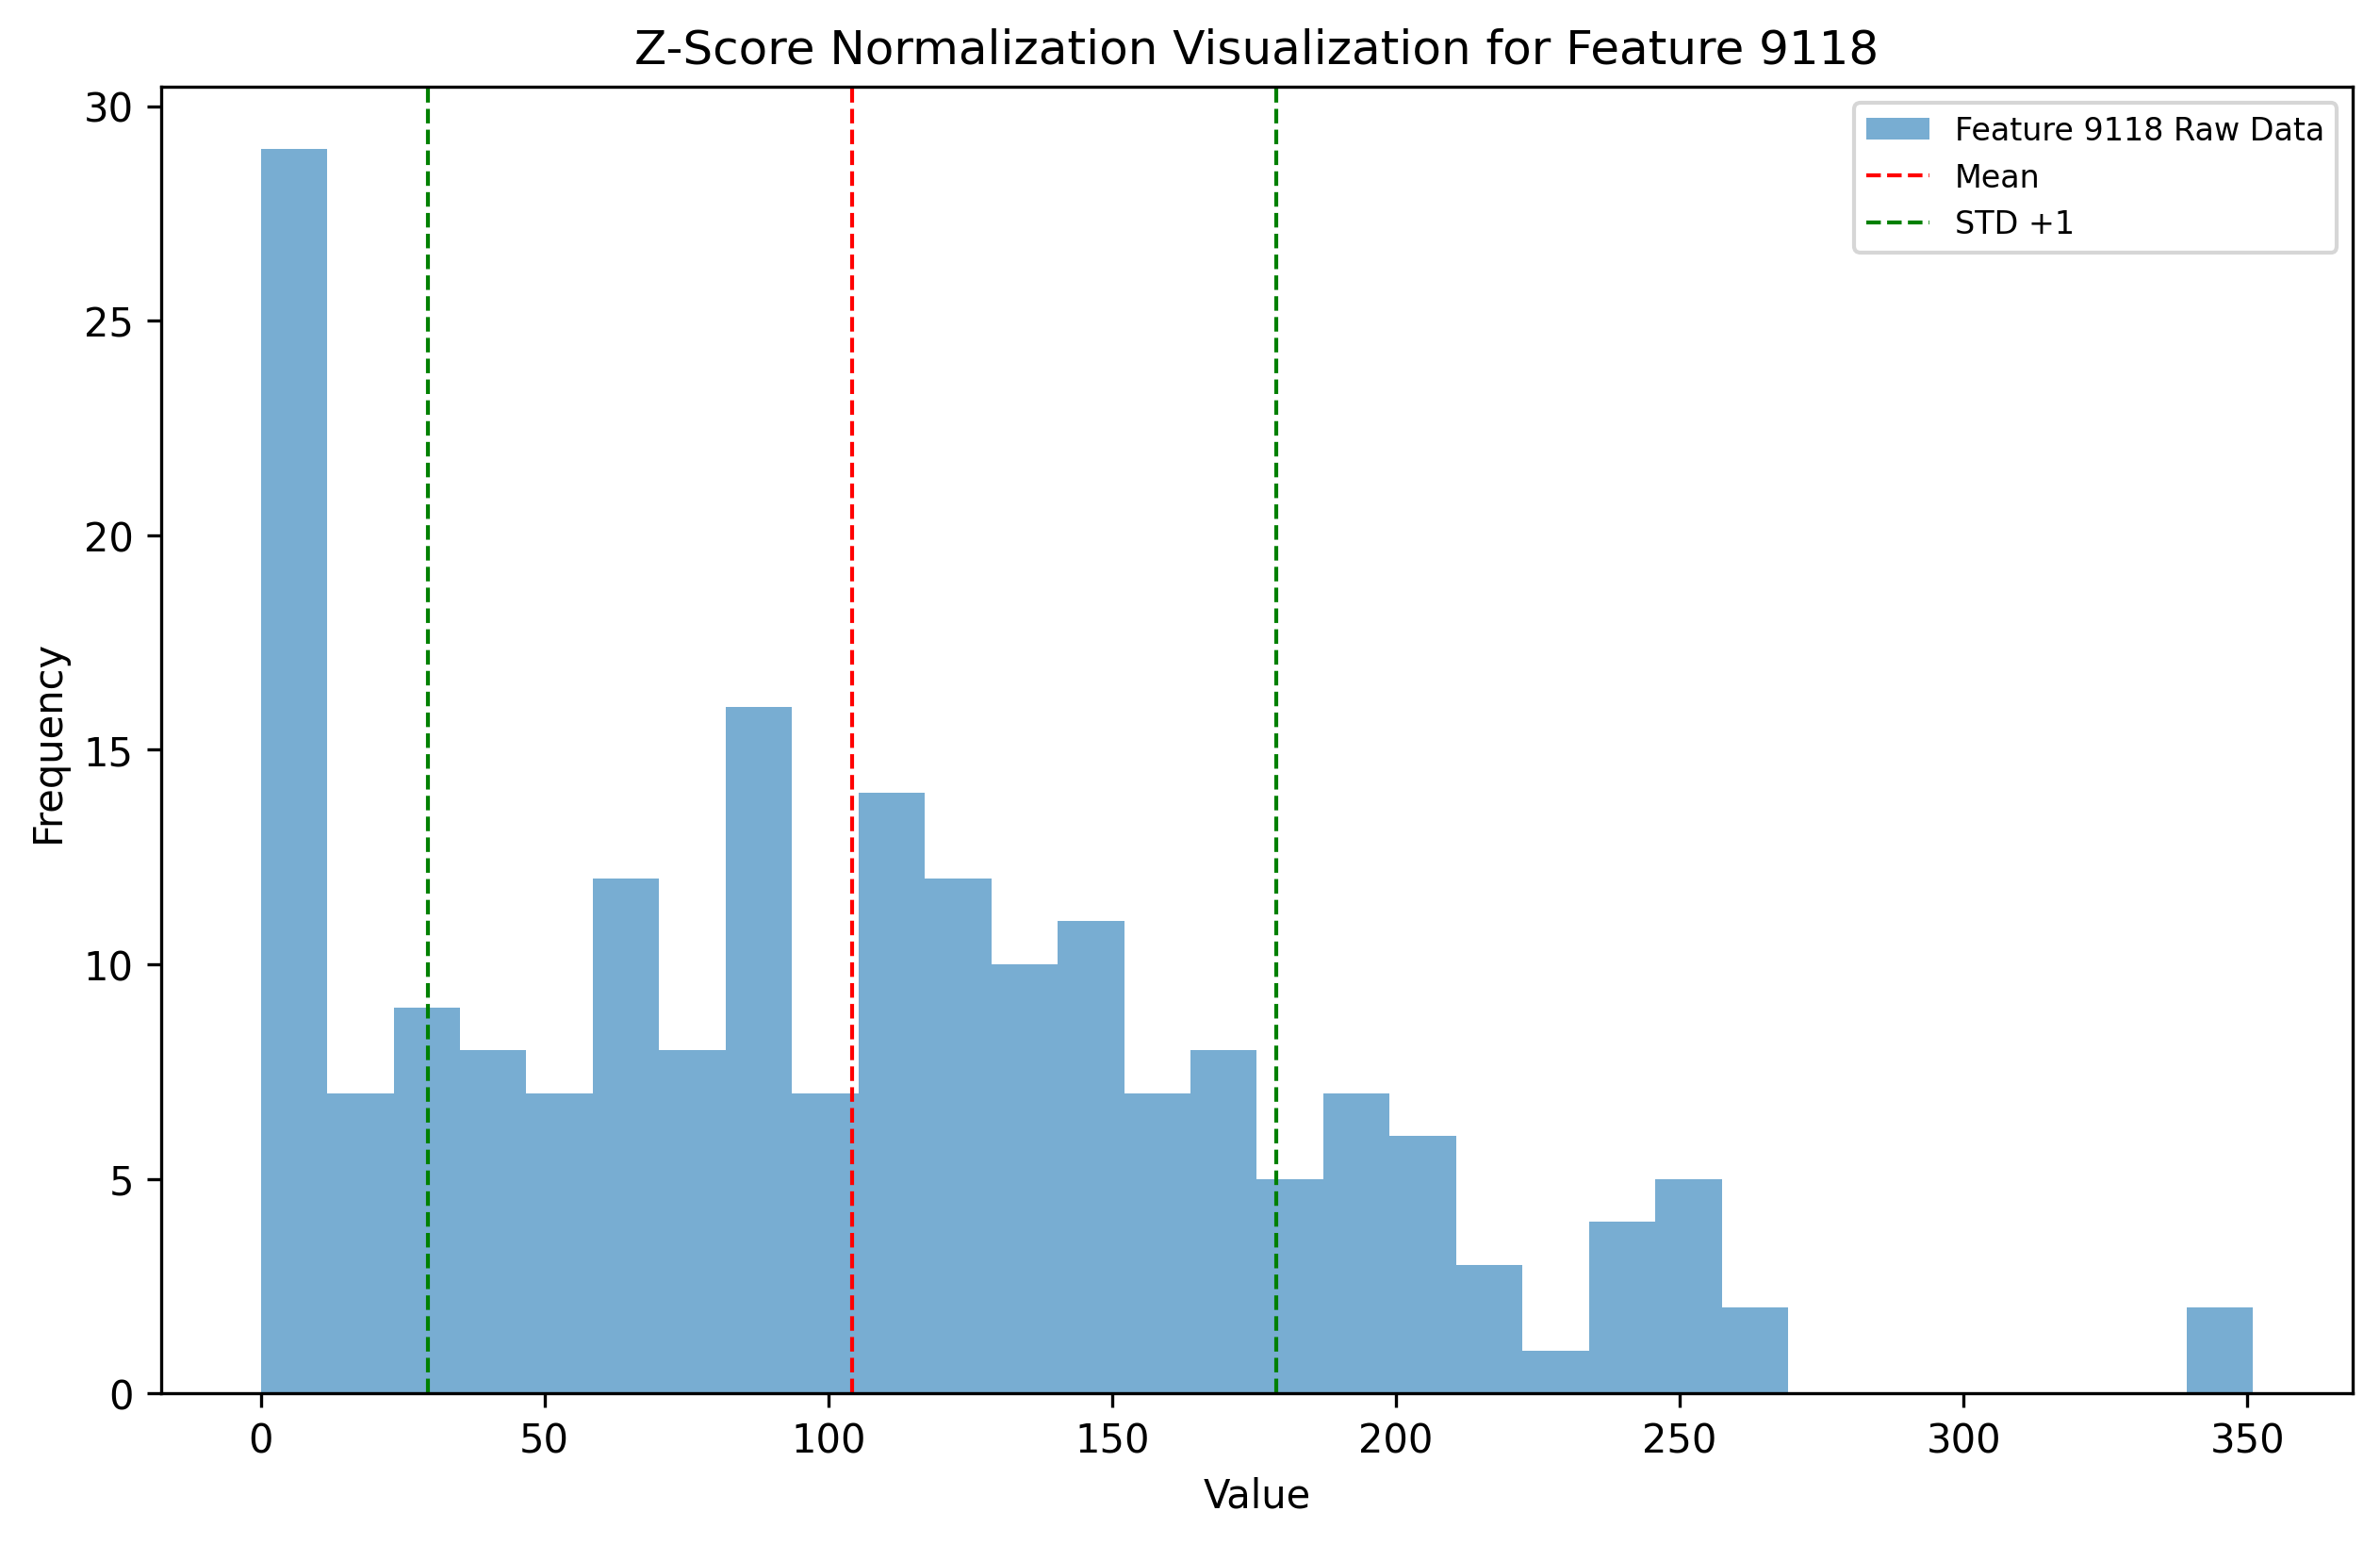 Z-Score Normalization Visualization for Feature 9118
Feature 9118 Raw Data
Mean
STD +1
30
25
20
15
10
5
0
Frequency
0 50 100 150 200 250 300 350
Value